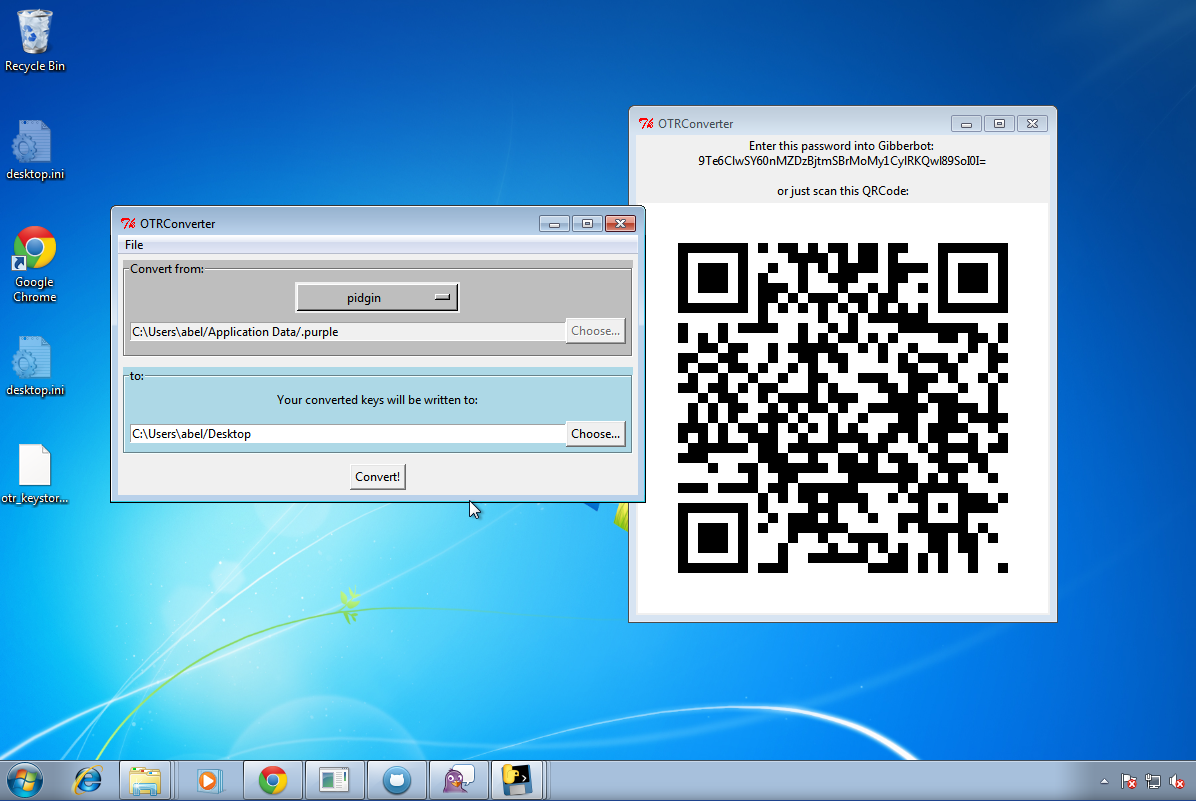 Recycle Bin
desktop.ini
Google
Chrome
desktop.ini
otr_keystor...
OTRConverter
File
Convert from:
pidgin
C:\Users\abel/Application Data/.purple
Choose...
to:
Your converted keys will be written to:
C:\Users\abel/Desktop
Choose...
Convert!
OTRConverter
Enter this password into Gibberbot:
or just scan this QRCode: